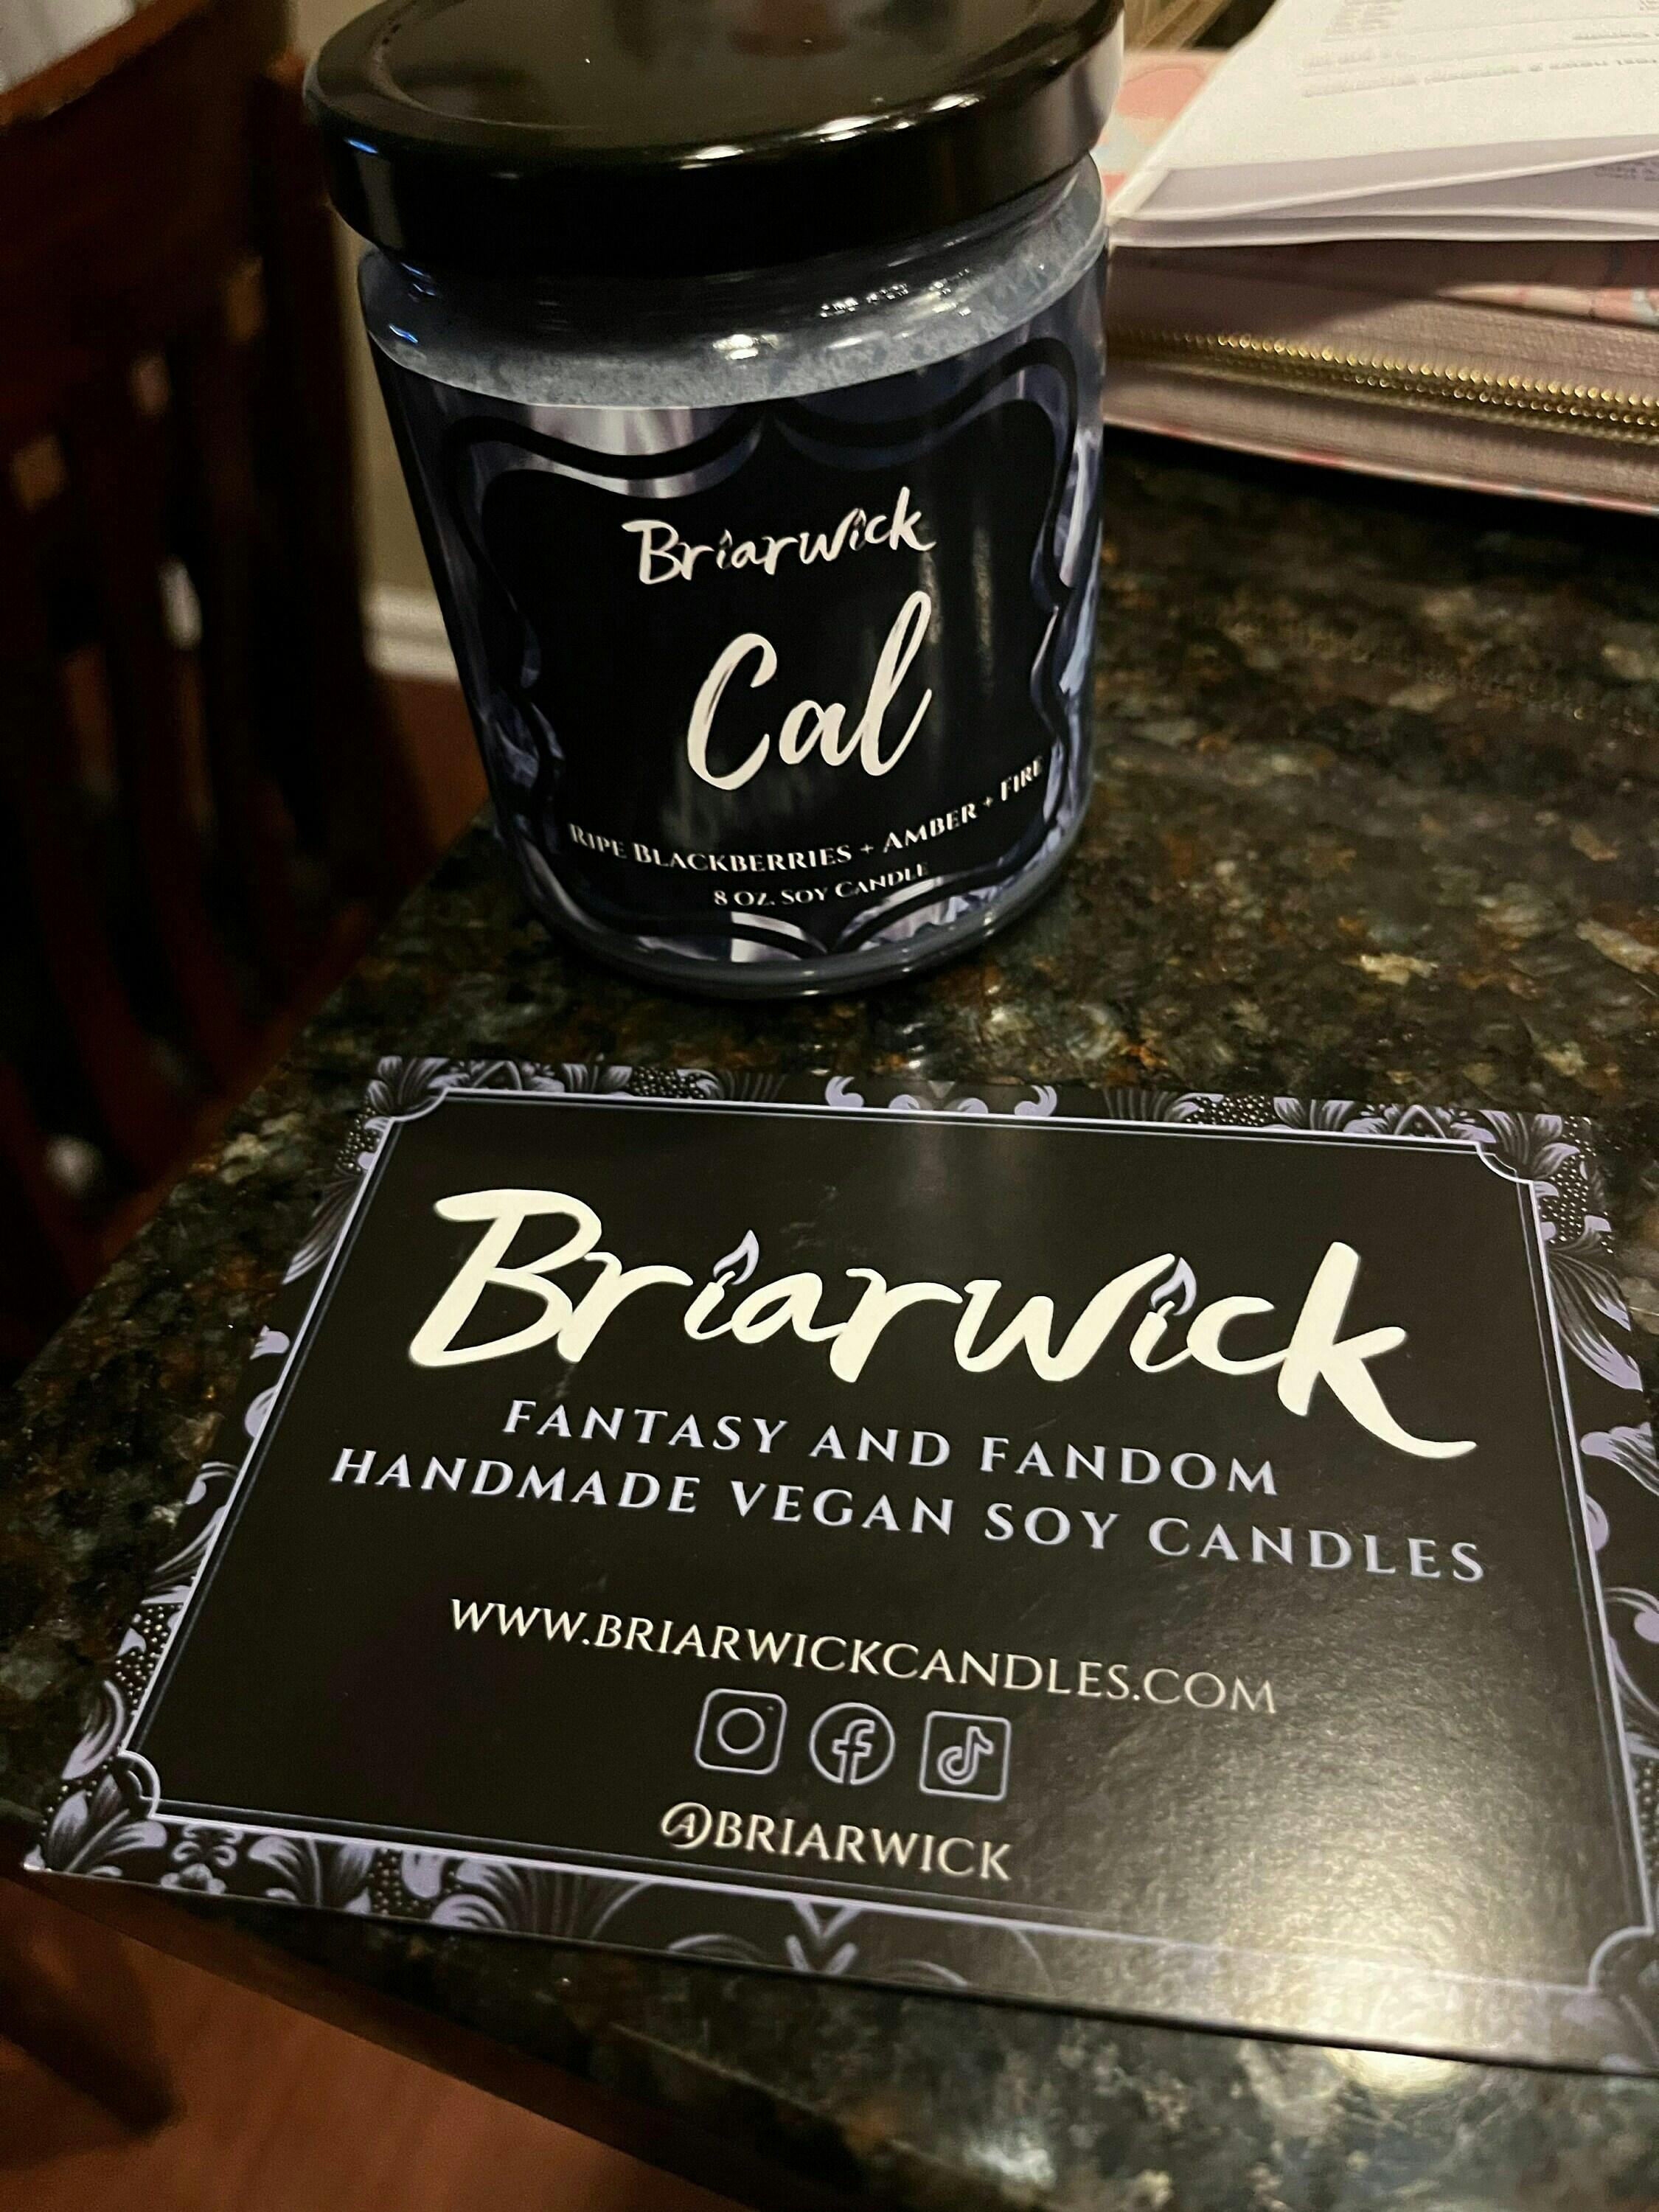 Briarwick
Cal
RIPE BLACKBERRIES + AMBER + FIRE
8 OZ. SOY CANDLE
Briarwick
FANTASY AND FANDOM
HANDMADE VEGAN SOY CANDLES
WWW.BRIARWICKCANDLES.COM
@BRIARWICK